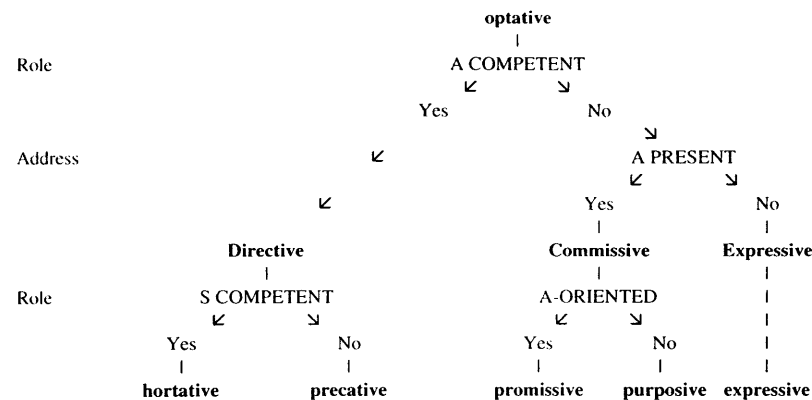 optative
Role A COMPETENT
Yes No
Address A PRESENT
Yes No
Directive Commissive Expressive
Role S COMPETENT A-ORIENTED
Yes No Yes No
hortative precative promissive purposive expressive